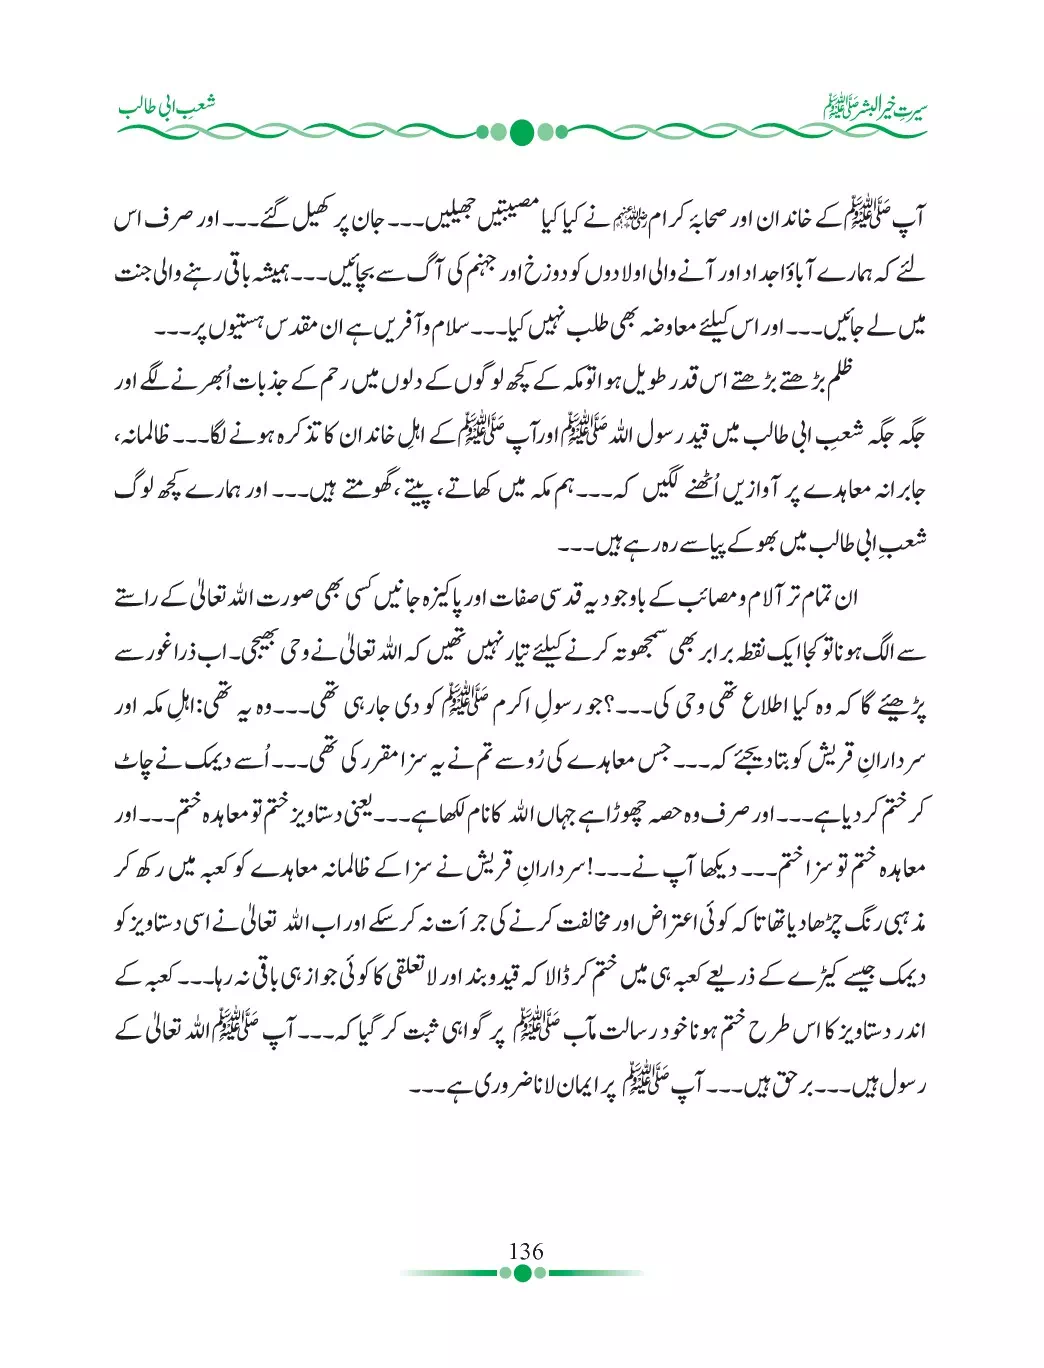 سیرتِ خیر البشر ﷺ
شعبِ ابی طالب
آپ ﷺ کے خاندان اور صحابۂ کرام رضی اللہ عنہم نے کیا کیا مصیبتیں جھیلیں۔۔۔ جان پر کھیل گئے۔۔۔ اور صرف اس
لئے کہ ہمارے آباؤ اجداد اور آنے والی اولادوں کو دوزخ اور جہنم کی آگ سے بچائیں۔۔۔ ہمیشہ باقی رہنے والی جنت
میں لے جائیں۔۔۔ اور اس کیلئے معاوضہ بھی طلب نہیں کیا۔۔۔ سلام و آفریں ہے ان مقدس ہستیوں پر۔۔۔
ظلم بڑھتے بڑھتے اس قدر طویل ہوا تو مکہ کے کچھ لوگوں کے دلوں میں رحم کے جذبات اُبھرنے لگے اور
جگہ جگہ شعبِ ابی طالب میں قید رسول اللہ ﷺ اور آپ ﷺ کے اہلِ خاندان کا تذکرہ ہونے لگا۔۔۔ ظالمانہ،
جابرانہ معاہدے پر آوازیں اُٹھنے لگیں کہ۔۔۔ ہم مکہ میں کھاتے، پیتے، گھومتے ہیں۔۔۔ اور ہمارے کچھ لوگ
شعبِ ابی طالب میں بھوکے پیاسے رہ رہے ہیں۔۔۔
ان تمام تر آلام و مصائب کے باوجود یہ قدسی صفات اور پاکیزہ جانیں کسی بھی صورت اللہ تعالیٰ کے راستے
سے الگ ہونا تو کجا ایک نقطہ برابر بھی سمجھوتہ کرنے کیلئے تیار نہیں تھیں کہ اللہ تعالیٰ نے وحی بھیجی۔ اب ذرا غور سے
پڑھیئے گا کہ وہ کیا اطلاع تھی وحی کی۔۔۔؟ جو رسولِ اکرم ﷺ کو دی جا رہی تھی۔۔۔ وہ یہ تھی: اہلِ مکہ اور
سردارانِ قریش کو بتا دیجئے کہ۔۔۔ جس معاہدے کی رُو سے تم نے یہ سزا مقرر کی تھی۔۔۔ اُسے دیمک نے چاٹ
کر ختم کر دیا ہے۔۔۔ اور صرف وہ حصہ چھوڑا ہے جہاں اللہ کا نام لکھا ہے۔۔۔ یعنی دستاویز ختم تو معاہدہ ختم۔۔۔ اور
معاہدہ ختم تو سزا ختم۔۔۔ دیکھا آپ نے۔۔۔! سردارانِ قریش نے سزا کے ظالمانہ معاہدے کو کعبہ میں رکھ کر
مذہبی رنگ چڑھا دیا تھا تاکہ کوئی اعتراض اور مخالفت کرنے کی جرأت نہ کر سکے اور اب اللہ تعالیٰ نے اسی دستاویز کو
دیمک جیسے کیڑے کے ذریعے کعبہ ہی میں ختم کر ڈالا کہ قید و بند اور لاتعلقی کا کوئی جواز ہی باقی نہ رہا۔۔۔ کعبہ کے
اندر دستاویز کا اس طرح ختم ہونا خود رسالت مآب ﷺ پر گواہی ثبت کر گیا کہ۔۔۔ آپ ﷺ اللہ تعالیٰ کے
رسول ہیں۔۔۔ برحق ہیں۔۔۔ آپ ﷺ پر ایمان لانا ضروری ہے۔۔۔
136